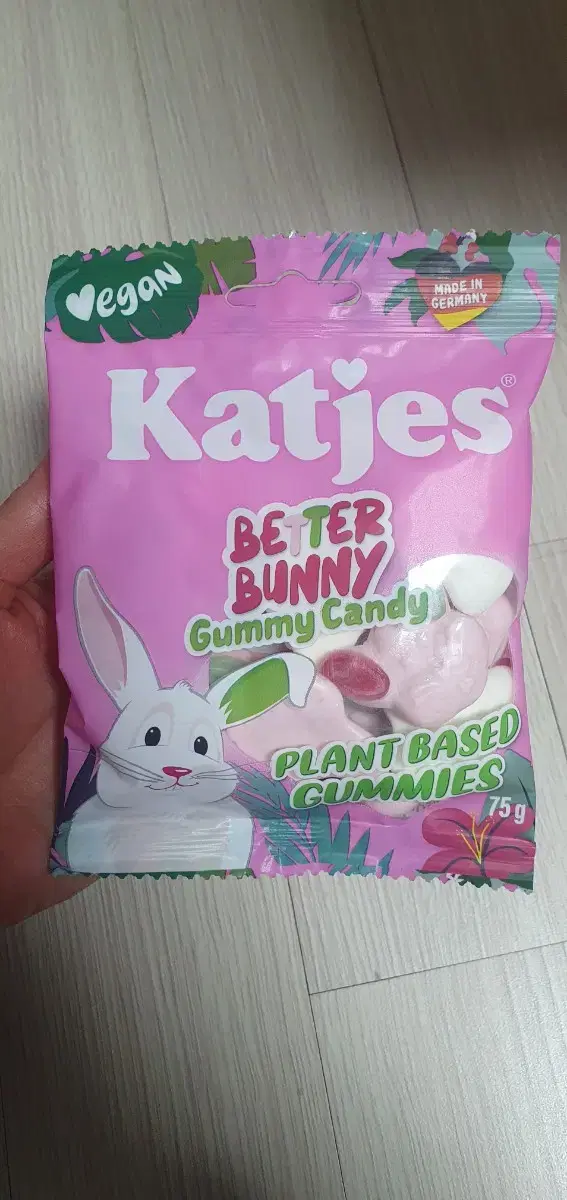 Vegan
MADE IN
GERMANY
Katjes®
BETTER
BUNNY
Gummy Candy
PLANT BASED
GUMMIES
75g